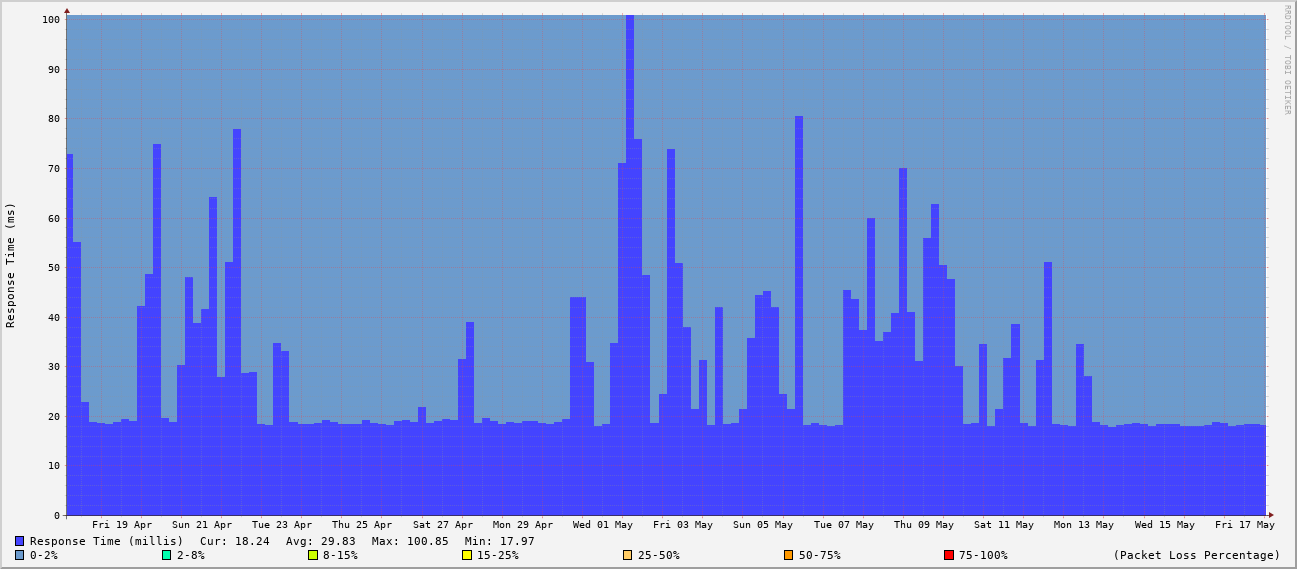 RRDTOOL / TOBI OETIKER
Response Time (ms)
100
90
80
70
60
50
40
30
20
10
0
Fri 19 Apr Sun 21 Apr Tue 23 Apr Thu 25 Apr Sat 27 Apr Mon 29 Apr Wed 01 May Fri 03 May Sun 05 May Tue 07 May Thu 09 May Sat 11 May Mon 13 May Wed 15 May Fri 17 May
Response Time (millis) Cur: 18.24 Avg: 29.83 Max: 100.85 Min: 17.97
0-2% 2-8% 8-15% 15-25% 25-50% 50-75% 75-100% (Packet Loss Percentage)